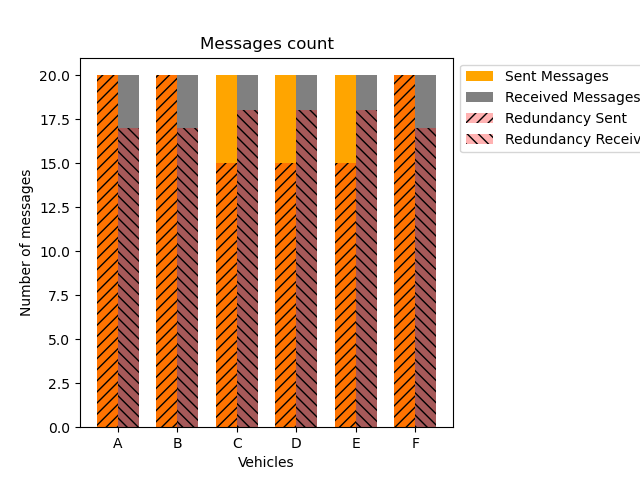 Messages count
Sent Messages
Received Messages
Redundancy Sent
Redundancy Receiv
Number of messages
20.0
17.5
15.0
12.5
10.0
7.5
5.0
2.5
0.0
A B C D E F
Vehicles